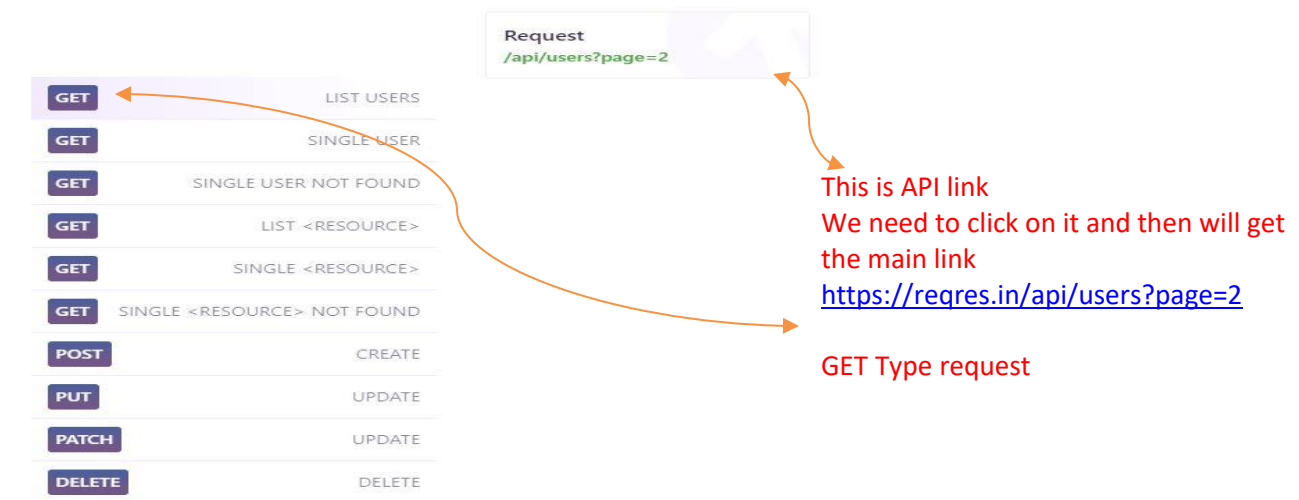 Request
/api/users?page=2
GET LIST USERS
GET SINGLE USER
GET SINGLE USER NOT FOUND
GET LIST <RESOURCE>
GET SINGLE <RESOURCE>
GET SINGLE <RESOURCE> NOT FOUND
POST CREATE
PUT UPDATE
PATCH UPDATE
DELETE DELETE
This is API link
We need to click on it and then will get
the main link
https://reqres.in/api/users?page=2
GET Type request